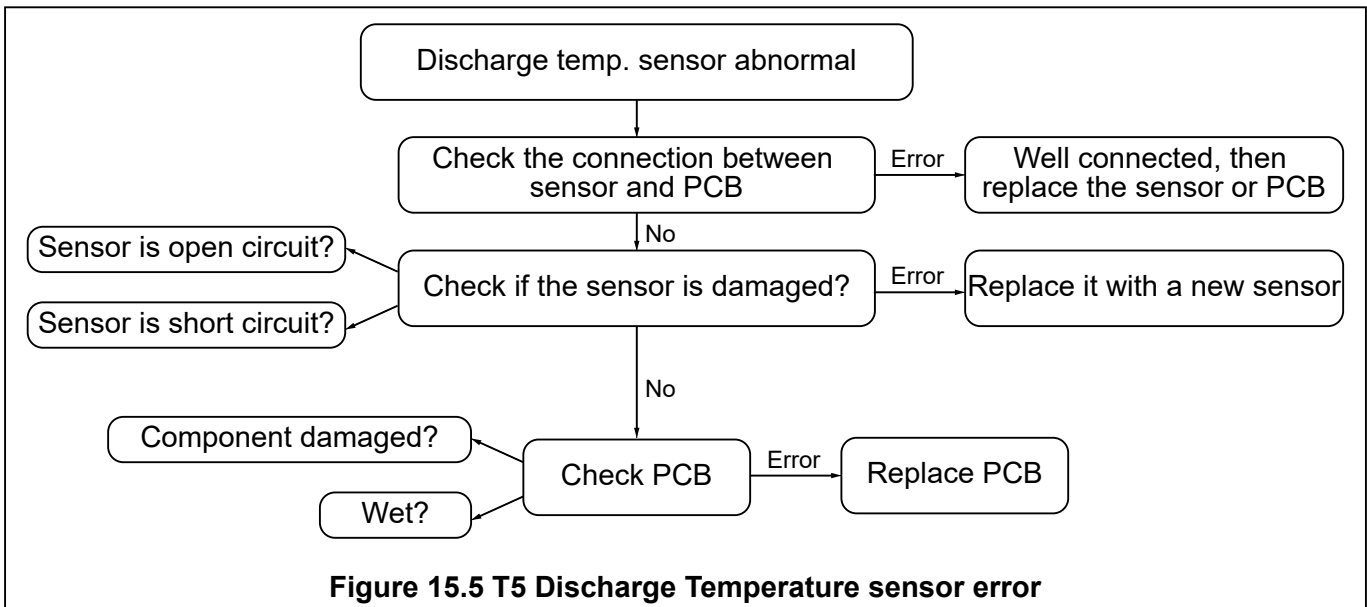 Discharge temp. sensor abnormal
Check the connection between
sensor and PCB
Error
Well connected, then
replace the sensor or PCB
No
Sensor is open circuit?
Sensor is short circuit?
Check if the sensor is damaged?
Error
Replace it with a new sensor
No
Component damaged?
Wet?
Check PCB
Error
Replace PCB
Figure 15.5 T5 Discharge Temperature sensor error